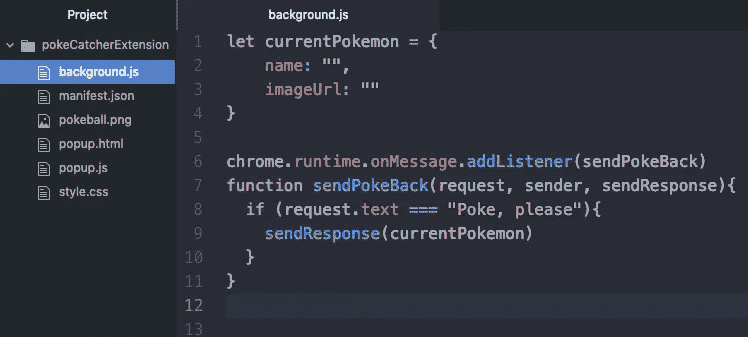 Project
pokeCatcherExtension
background.js
manifest.json
pokeball.png
popup.html
popup.js
style.css
background.js
1 let currentPokemon = {
2     name: "",
3     imageUrl: ""
4 }
5
6 chrome.runtime.onMessage.addListener(sendPokeBack)
7 function sendPokeBack(request, sender, sendResponse){
8   if (request.text === "Poke, please"){
9     sendResponse(currentPokemon)
10   }
11 }
12
13